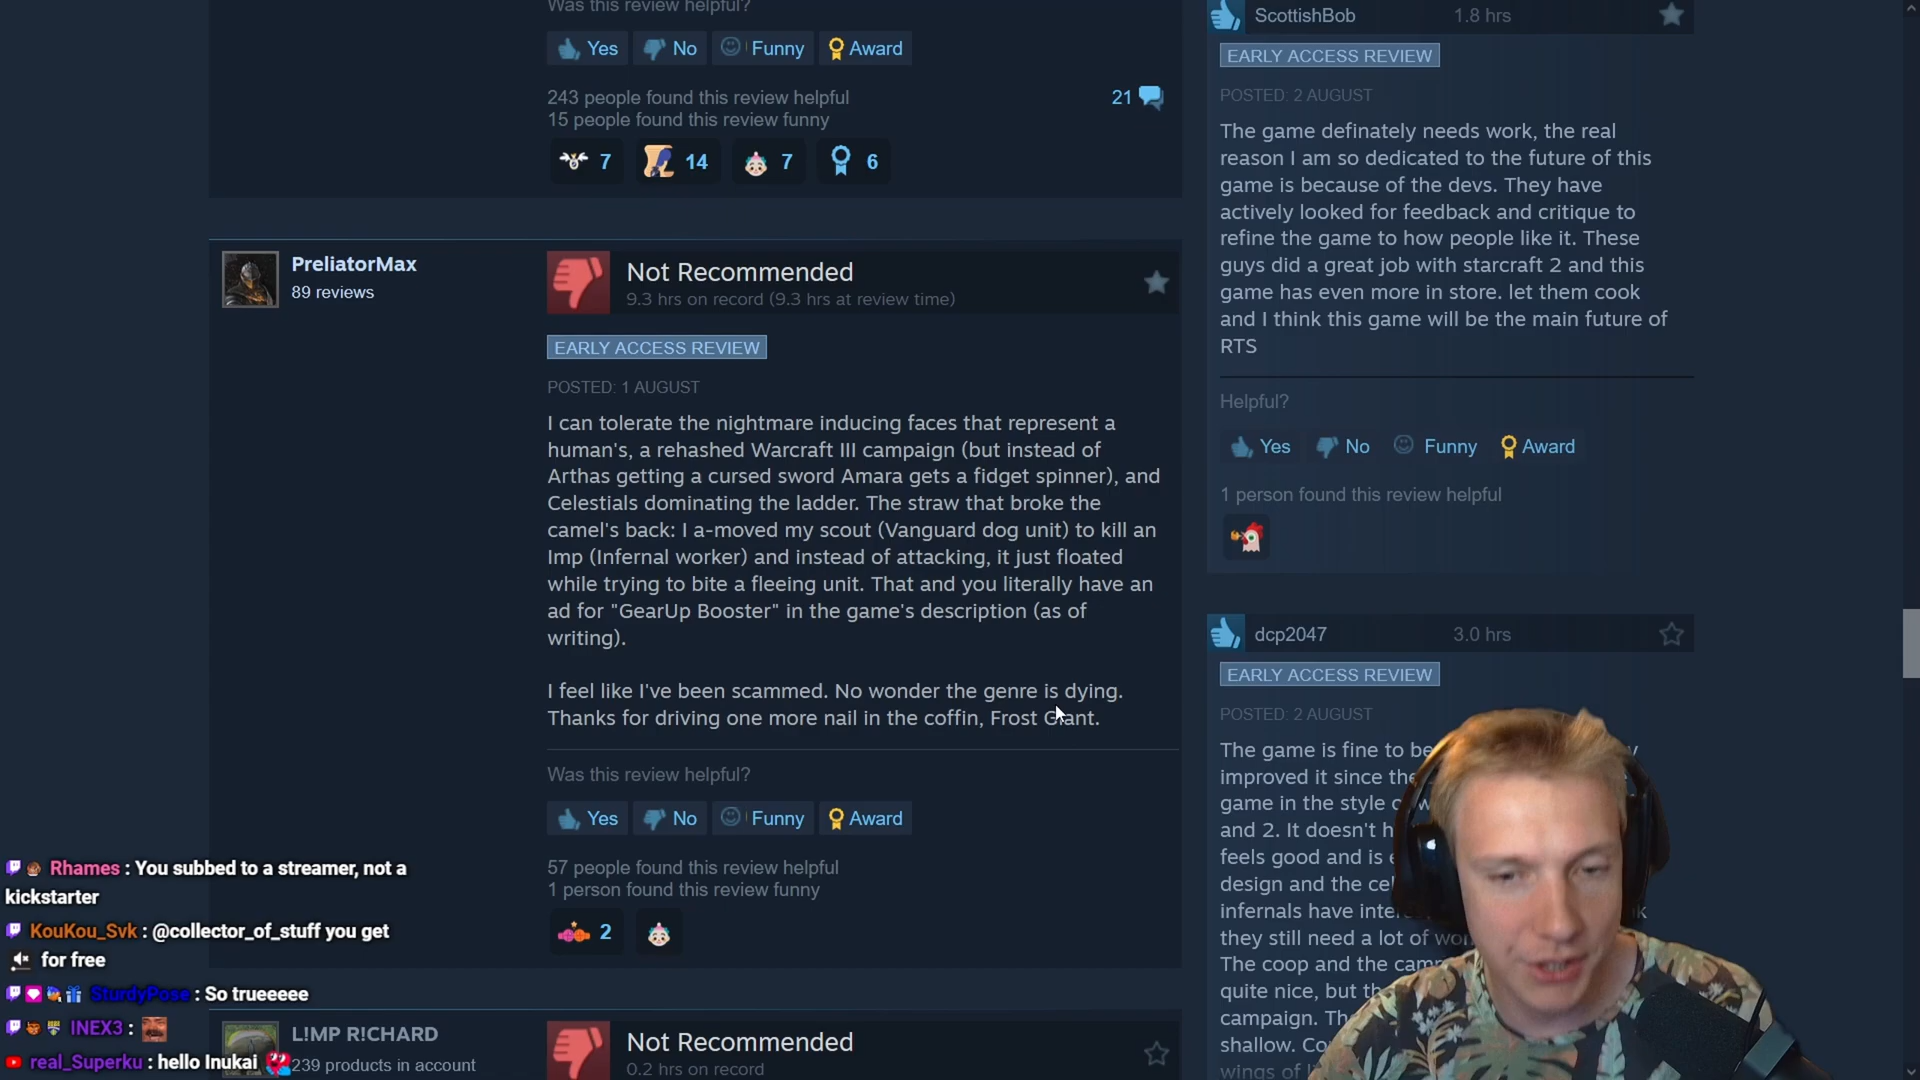 Was this review helpful?
Yes No Funny Award
243 people found this review helpful
15 people found this review funny
21
7 14 7 6
PreliatorMax
89 reviews
Not Recommended
9.3 hrs on record (9.3 hrs at review time)
EARLY ACCESS REVIEW
POSTED: 1 AUGUST
I can tolerate the nightmare inducing faces that represent a
human's, a rehashed Warcraft III campaign (but instead of
Arthas getting a cursed sword Amara gets a fidget spinner), and
Celestials dominating the ladder. The straw that broke the
camel's back: I a-moved my scout (Vanguard dog unit) to kill an
Imp (Infernal worker) and instead of attacking, it just floated
while trying to bite a fleeing unit. That and you literally have an
ad for "GearUp Booster" in the game's description (as of
writing).
I feel like I've been scammed. No wonder the genre is dying.
Thanks for driving one more nail in the coffin, Frost Giant.
Was this review helpful?
Yes No Funny Award
57 people found this review helpful
1 person found this review funny
2
L!MP R!CHARD
239 products in account
Not Recommended
0.2 hrs on record
ScottishBob 1.8 hrs
EARLY ACCESS REVIEW
POSTED: 2 AUGUST
The game definately needs work, the real
reason I am so dedicated to the future of this
game is because of the devs. They have
actively looked for feedback and critique to
refine the game to how people like it. These
guys did a great job with starcraft 2 and this
game has even more in store. let them cook
and I think this game will be the main future of
RTS
Helpful?
Yes No Funny Award
1 person found this review helpful
dcp2047 3.0 hrs
EARLY ACCESS REVIEW
POSTED: 2 AUGUST
The game is fine to
improved it since
game in the style
and 2. It doesn't
feels good and is
design and the
infernals have
they still need a lot of
The coop and the
quite nice, but
campaign.
shallow.
wings of
Rhames : You subbed to a streamer, not a
kickstarter
KouKou_Svk : @collector_of_stuff you get
for free
SturdyPose : So trueeeee
INEX3 :
real_Superku : hello Inukai